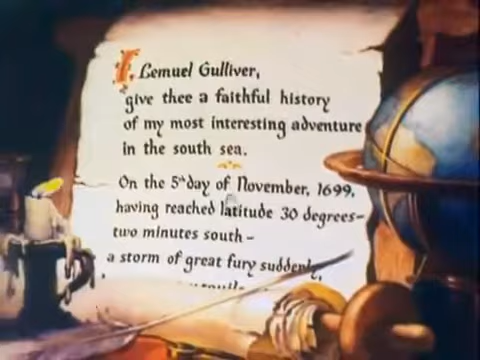 I, Lemuel Gulliver,
give thee a faithful history
of my most interesting adventure
in the south sea.
On the 5th day of November, 1699,
having reached latitude 30 degrees–
two minutes south –
a storm of great fury suddenly,